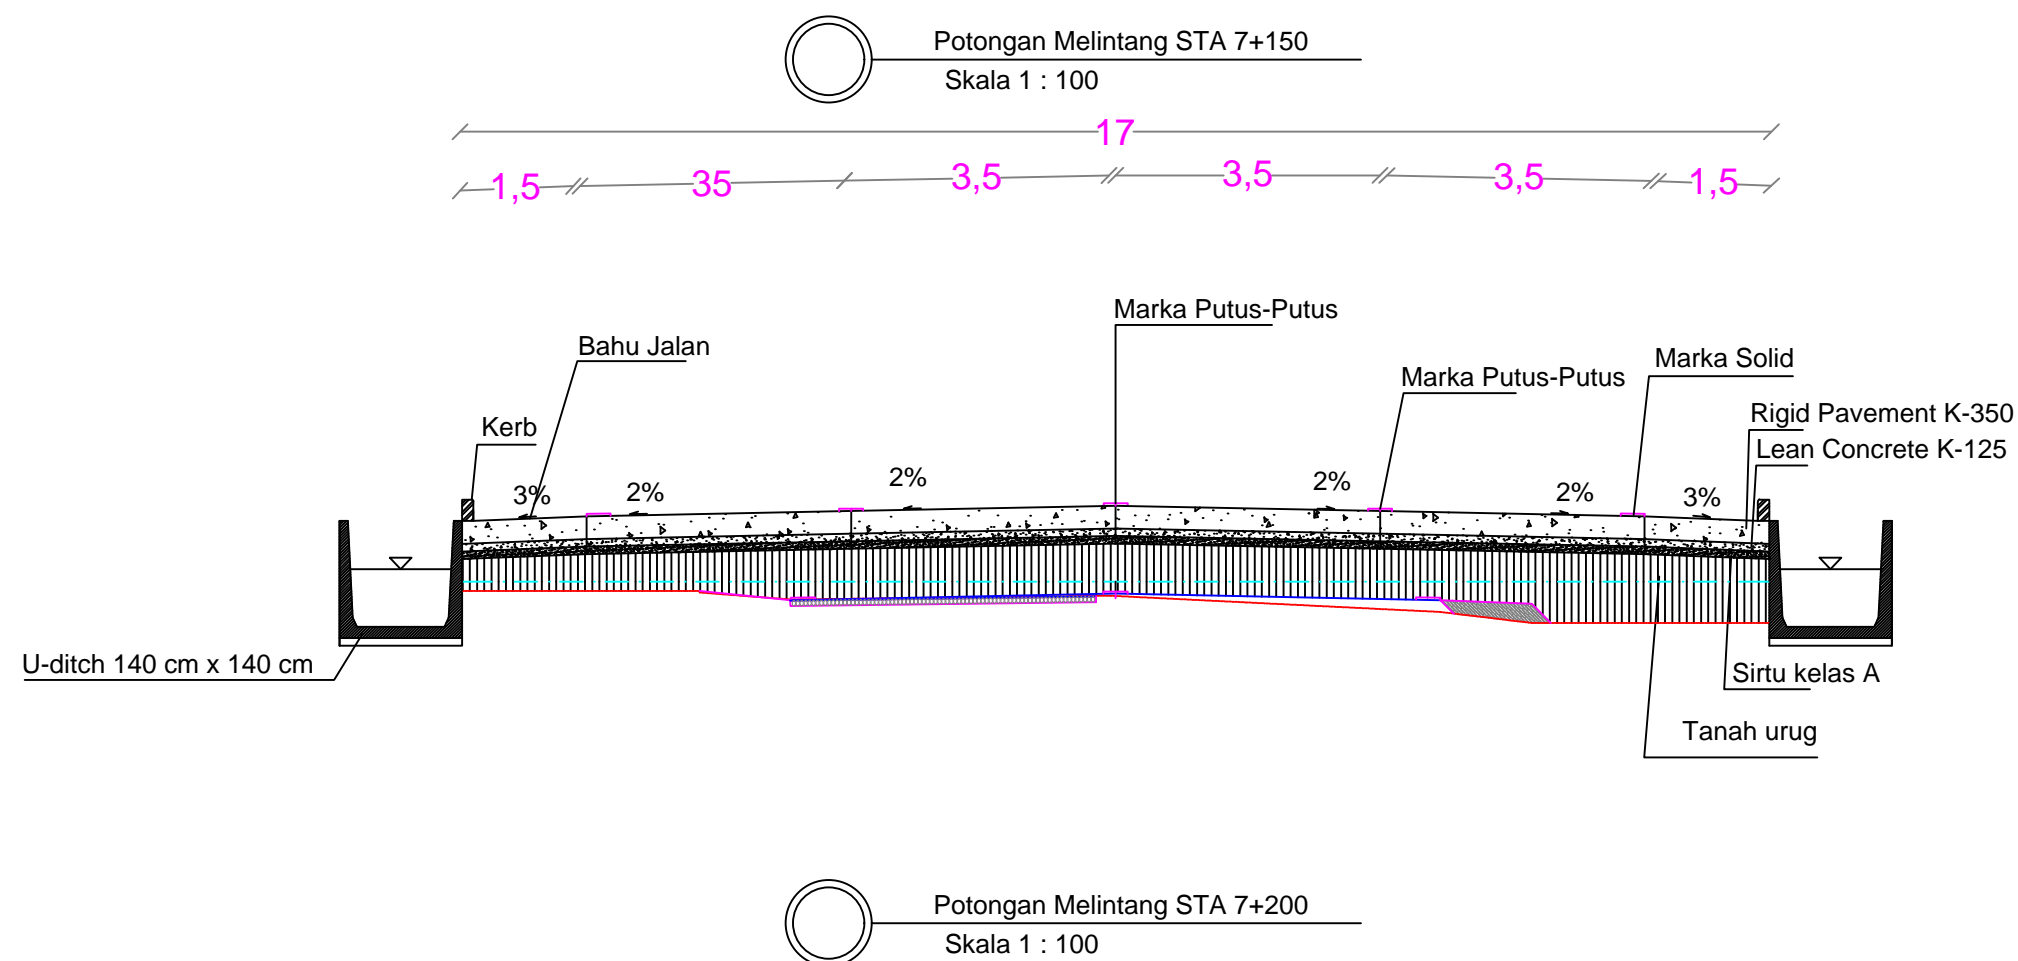 Potongan Melintang STA 7+150
Skala 1 : 100
17
1,5 35 3,5 3,5 3,5 1,5
Marka Putus-Putus
Bahu Jalan
Marka Solid
Marka Putus-Putus
Kerb
Rigid Pavement K-350
Lean Concrete K-125
3% 2% 2% 2% 2% 3%
U-ditch 140 cm x 140 cm
Sirtu kelas A
Tanah urug
Potongan Melintang STA 7+200
Skala 1 : 100